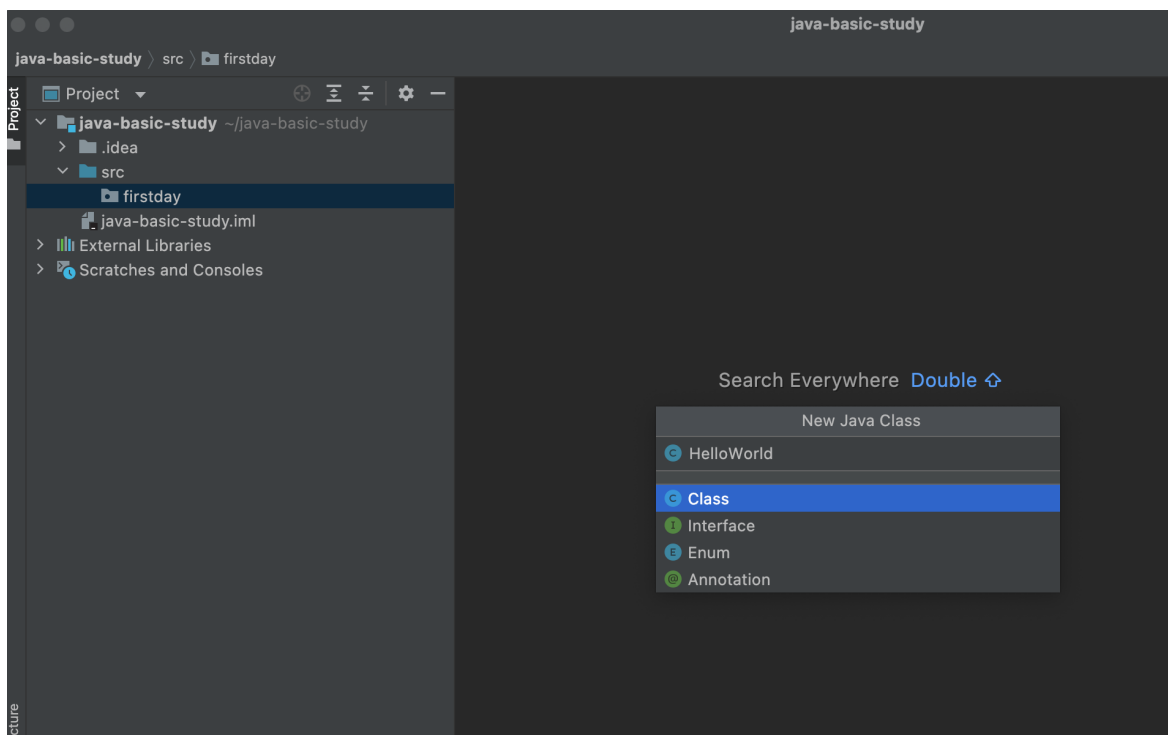 java-basic-study
java-basic-study 〉 src 〉 firstday
Project
Project
java-basic-study ~/java-basic-study
.idea
src
firstday
java-basic-study.iml
External Libraries
Scratches and Consoles
Search Everywhere Double ⇧
New Java Class
C HelloWorld
C Class
I Interface
E Enum
@ Annotation